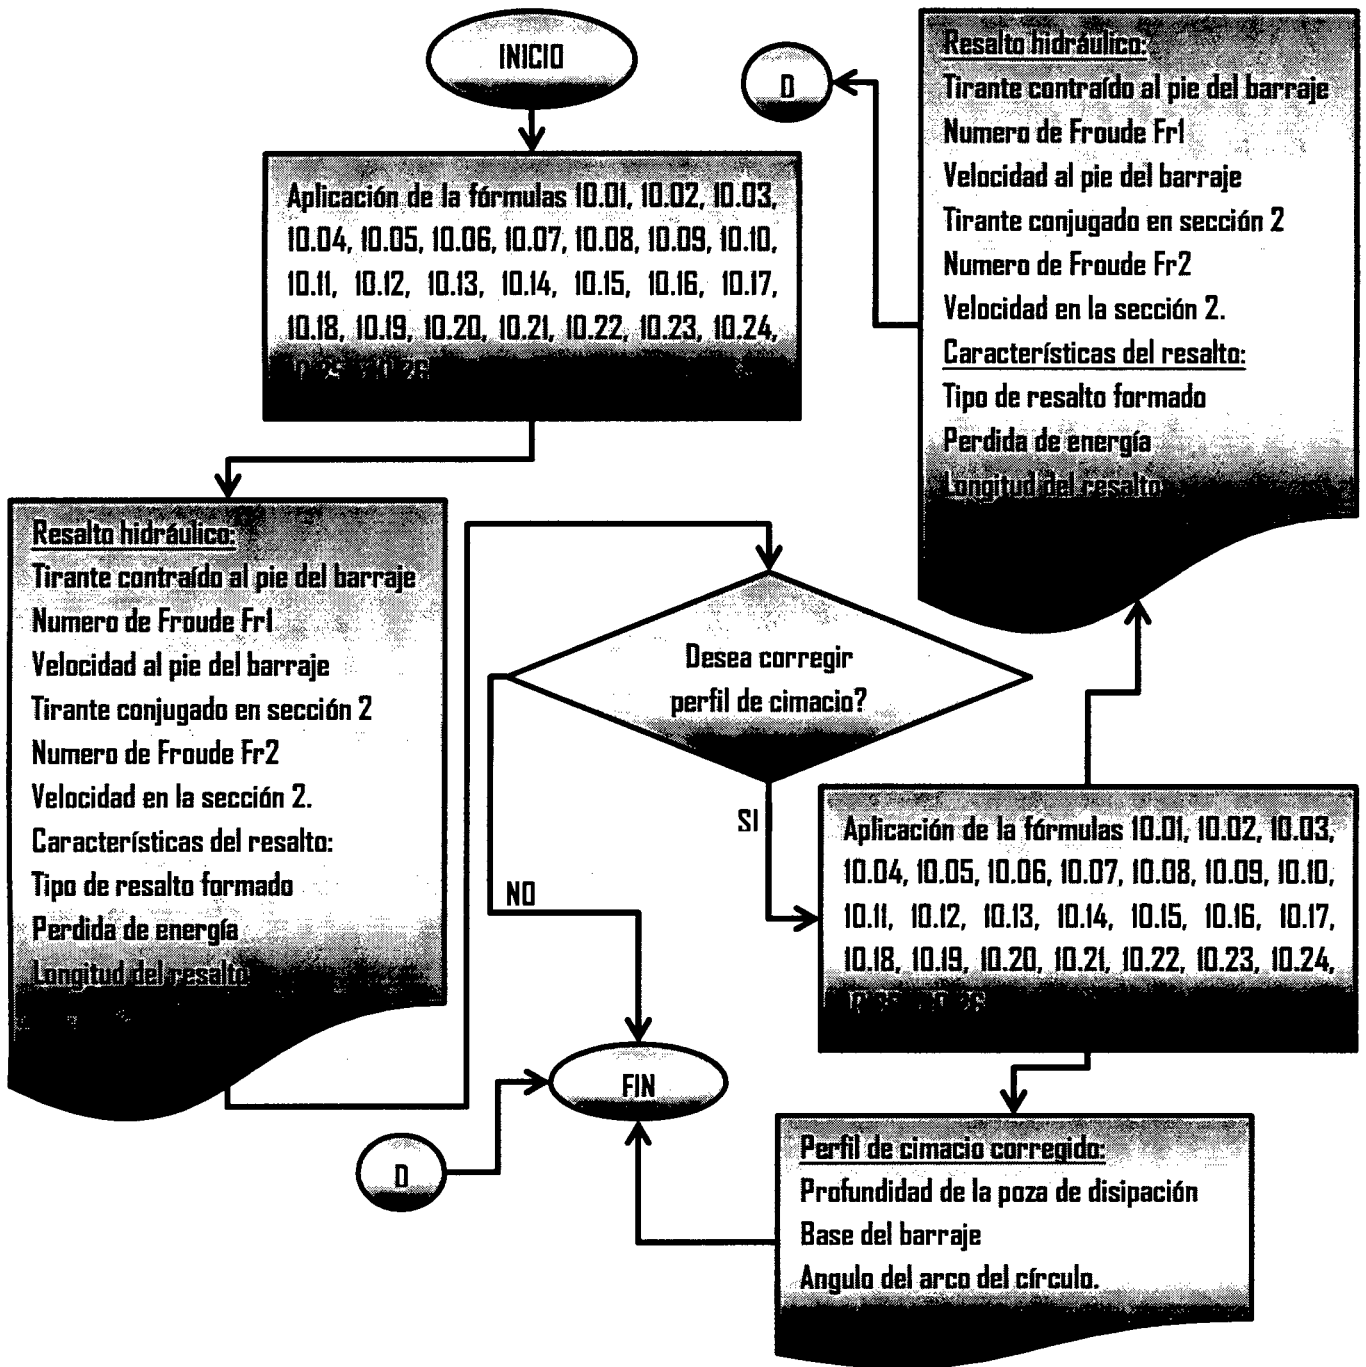 INICIO
Aplicación de la fórmulas 10.01, 10.02, 10.03,
10.04, 10.05, 10.06, 10.07, 10.08, 10.09, 10.10,
10.11, 10.12, 10.13, 10.14, 10.15, 10.16, 10.17,
10.18, 10.19, 10.20, 10.21, 10.22, 10.23, 10.24,
10.25 10.26
Resalto hidráulico:
Tirante contraído al pie del barraje
Numero de Froude Fr1
Velocidad al pie del barraje
Tirante conjugado en sección 2
Numero de Froude Fr2
Velocidad en la sección 2.
Características del resalto:
Tipo de resalto formado
Perdida de energía
Longitud del resalto
Desea corregir
perfil de cimacio?
NO
SI
Aplicación de la fórmulas 10.01, 10.02, 10.03,
10.04, 10.05, 10.06, 10.07, 10.08, 10.09, 10.10,
10.11, 10.12, 10.13, 10.14, 10.15, 10.16, 10.17,
10.18, 10.19, 10.20, 10.21, 10.22, 10.23, 10.24,
10.26
Resalto hidráulico:
Tirante contraído al pie del barraje
Numero de Froude Fr1
Velocidad al pie del barraje
Tirante conjugado en sección 2
Numero de Froude Fr2
Velocidad en la sección 2.
Características del resalto:
Tipo de resalto formado
Perdida de energía
Longitud del resalto
D
Perfil de cimacio corregido:
Profundidad de la poza de disipación
Base del barraje
Angulo del arco del círculo.
D
FIN